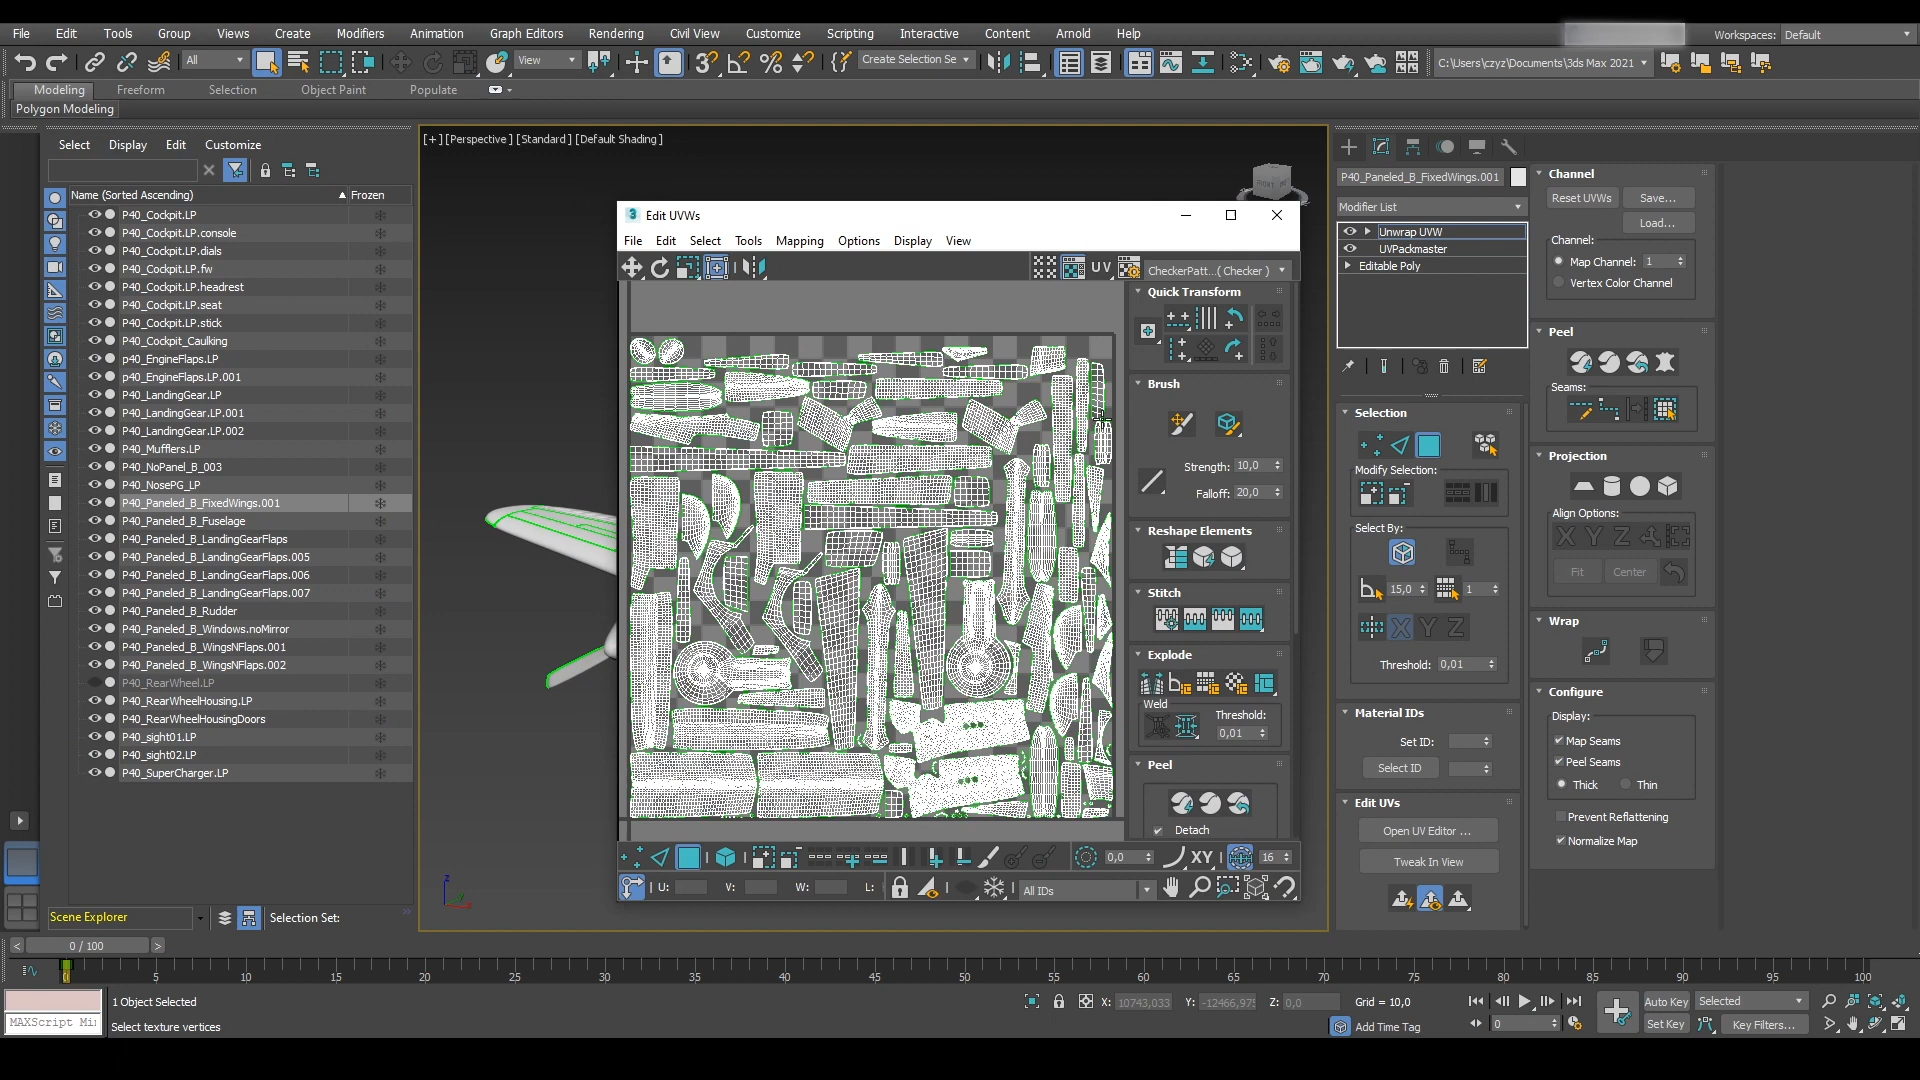 File Edit Tools Group Views Create Modifiers Animation Graph Editors Rendering Civil View Customize Scripting Interactive Content Arnold Help
Workspaces: Default
All View Create Selection Se C:\Users\czyz\Documents\3ds Max 2021
Modeling Freeform Selection Object Paint Populate
Polygon Modeling
Select Display Edit Customize
Name (Sorted Ascending) Frozen
P40_Cockpit.LP
P40_Cockpit.LP.console
P40_Cockpit.LP.dials
P40_Cockpit.LP.fw
P40_Cockpit.LP.headrest
P40_Cockpit.LP.seat
P40_Cockpit.LP.stick
P40_Cockpit_Caulking
p40_EngineFlaps.LP
p40_EngineFlaps.LP.001
P40_LandingGear.LP
P40_LandingGear.LP.001
P40_LandingGear.LP.002
P40_Mufflers.LP
P40_NoPanel_B_003
P40_NosePG_LP
P40_Paneled_B_FixedWings.001
P40_Paneled_B_Fuselage
P40_Paneled_B_LandingGearFlaps
P40_Paneled_B_LandingGearFlaps.005
P40_Paneled_B_LandingGearFlaps.006
P40_Paneled_B_LandingGearFlaps.007
P40_Paneled_B_Rudder
P40_Paneled_B_Windows.noMirror
P40_Paneled_B_WingsNFlaps.001
P40_Paneled_B_WingsNFlaps.002
P40_RearWheel.LP
P40_RearWheelHousing.LP
P40_RearWheelHousingDoors
P40_sight01.LP
P40_sight02.LP
P40_SuperCharger.LP
Scene Explorer
Selection Set:
[+] [Perspective] [Standard] [Default Shading]
3 Edit UVWs
File Edit Select Tools Mapping Options Display View
UV CheckerPatt...( Checker )
Quick Transform
Brush
Strength: 10,0
Falloff: 20,0
Reshape Elements
Stitch
Explode
Weld
Threshold:
0,01
Peel
Detach
0,0 XY 16
U: V: W: L: All IDs
P40_Paneled_B_FixedWings.001
Modifier List
Unwrap UVW
UVPackmaster
Editable Poly
Selection
Modify Selection:
Select By:
15,0 1
X Y Z
Threshold: 0,01
Material IDs
Set ID:
Select ID
Edit UVs
Open UV Editor ...
Tweak In View
Channel
Reset UVWs Save...
Load...
Channel:
Map Channel: 1
Vertex Color Channel
Peel
Seams:
Projection
Align Options:
X Y Z
Fit Center
Wrap
Configure
Display:
Map Seams
Peel Seams
Thick Thin
Prevent Reflattening
Normalize Map
< 0 / 100 >
0 5 10 15 20 25 30 35 40 45 50 55 60 65 70 75 80 85 90 95 100
MAXScript Mi
1 Object Selected
Select texture vertices
X: 10743,033 Y: -12466,975 Z: 0,0 Grid = 10,0
Add Time Tag
0
Auto Key Selected
Set Key Key Filters...